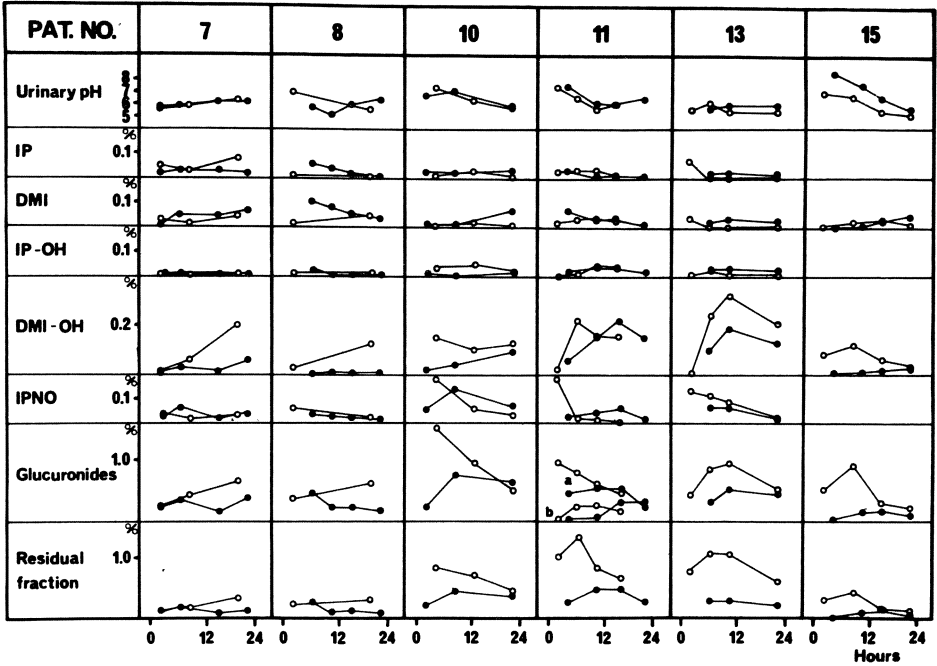 PAT. NO. 7 8 10 11 13 15
Urinary pH 8
7
6
5
%
IP 0.1
%
DMI 0.1
%
IP-OH 0.1
%
DMI-OH 0.2
%
IPNO 0.1
%
Glucuronides 1.0
a
b
%
Residual 1.0
fraction
0 15 24 0 12 24 0 12 24 0 12 24 0 12 24 0 12 24
Hours